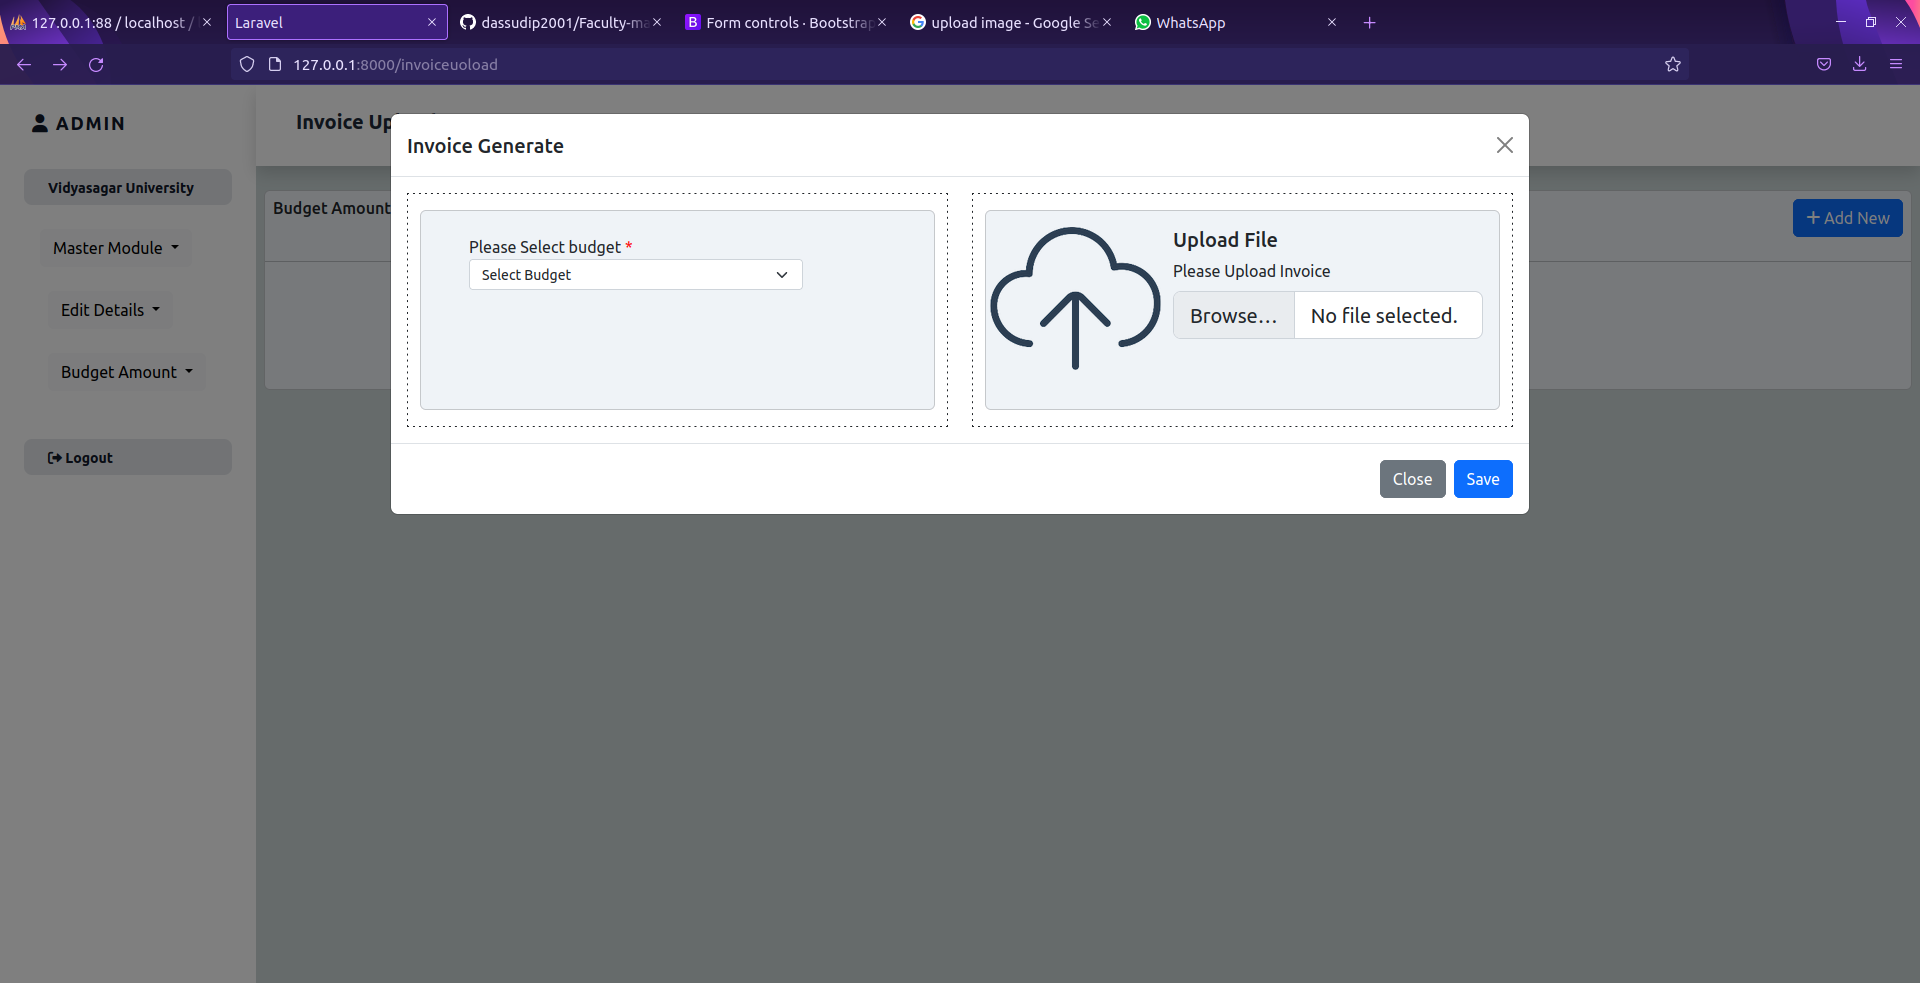 127.0.0.1:88 / localhost /
Laravel
dassudip2001/Faculty-ma
Form controls · Bootstrap
upload image - Google Se
WhatsApp
127.0.0.1:8000/invoiceuoload
ADMIN
Vidyasagar University
Master Module
Edit Details
Budget Amount
Logout
Invoice Up
Budget Amount
Add New
Invoice Generate
Please Select budget *
Select Budget
Upload File
Please Upload Invoice
Browse... No file selected.
Close
Save